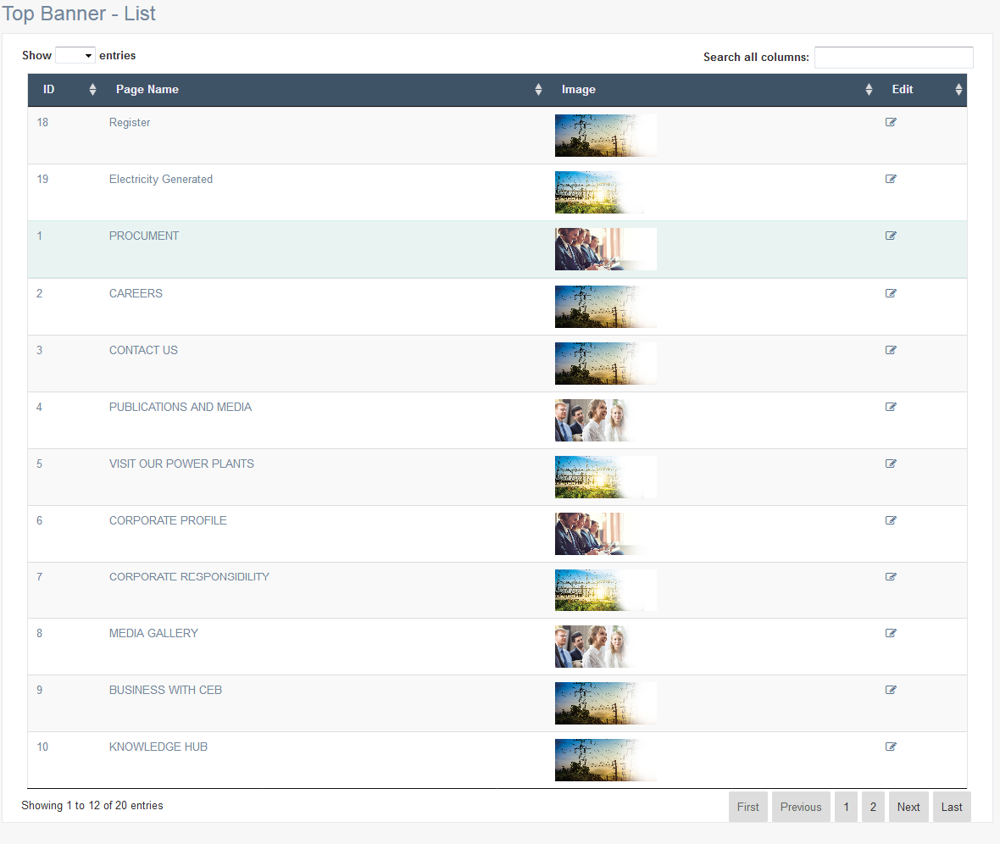 Top Banner - List
Show entries
Search all columns:
ID Page Name Image Edit
18 Register
19 Electricity Generated
1 PROCUMENT
2 CAREERS
3 CONTACT US
4 PUBLICATIONS AND MEDIA
5 VISIT OUR POWER PLANTS
6 CORPORATE PROFILE
7 CORPORATE RESPONSIDILITY
8 MEDIA GALLERY
9 BUSINESS WITH CEB
10 KNOWLEDGE HUB
Showing 1 to 12 of 20 entries
First Previous 1 2 Next Last